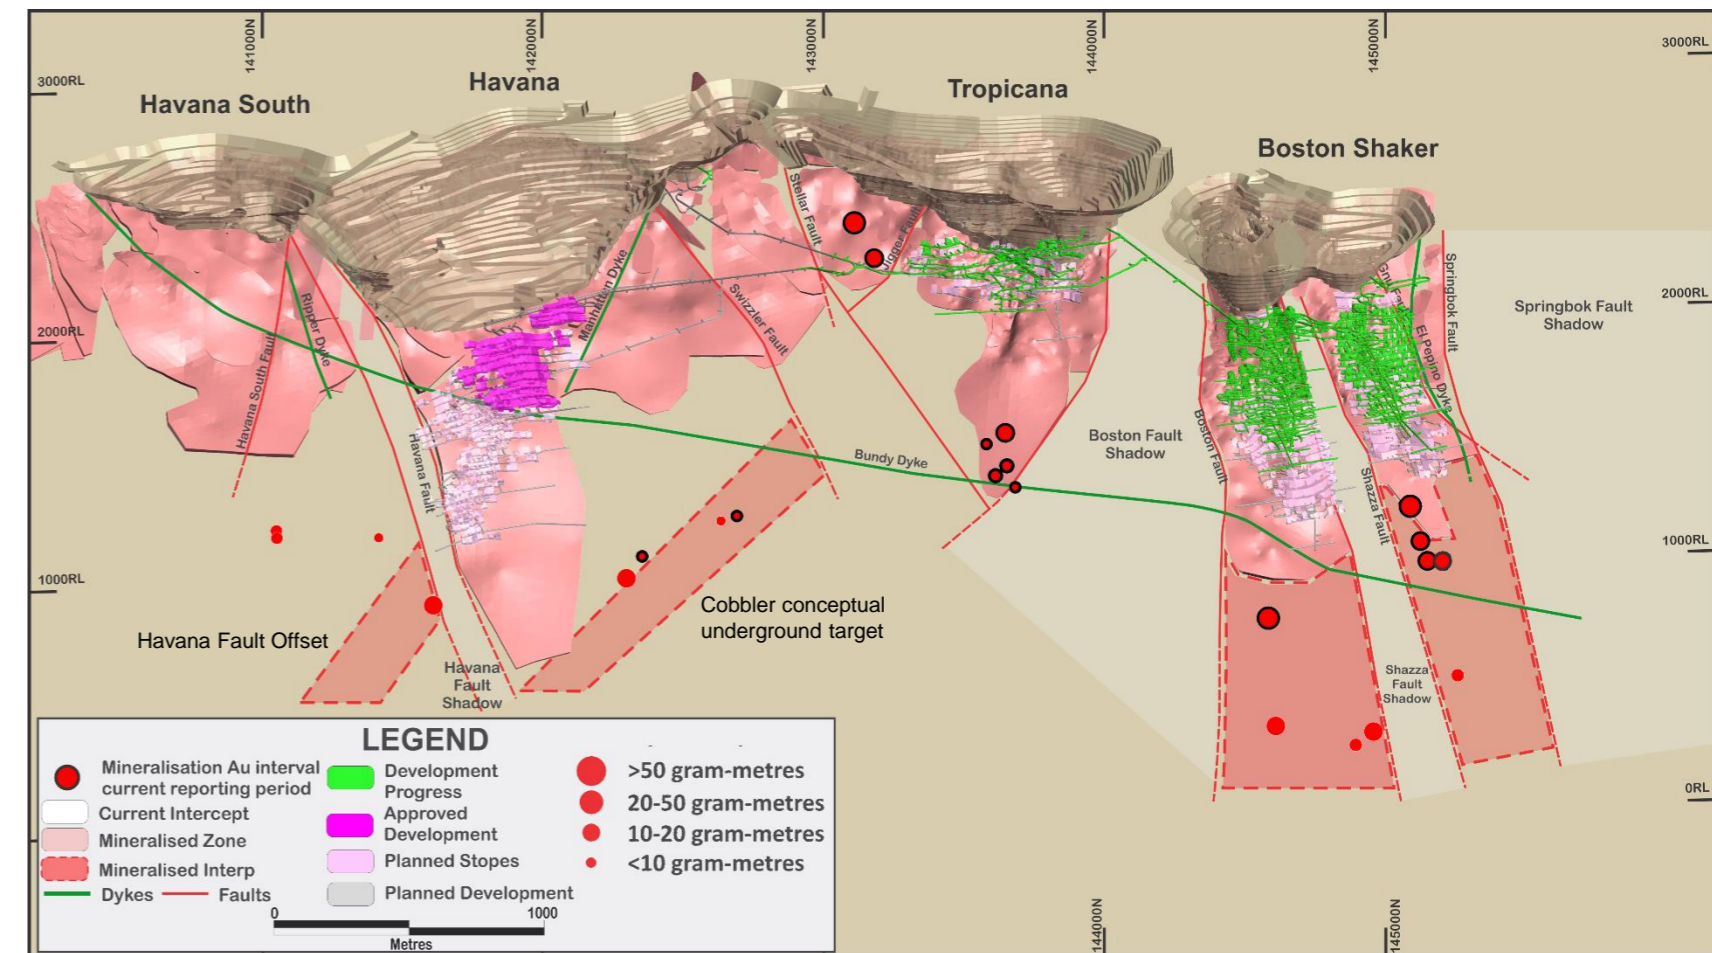 141000N
142000N
143000N
144000N
145000N
3000RL
3000RL
Havana South
Havana
Tropicana
Boston Shaker
2000RL
2000RL
Stellar Fault
Jigger Fault
Manhatten Dyke
Swizzler Fault
Ripper Dyke
Havana South Fault
Havana Fault
Bundy Dyke
Boston Fault
Shadow
Boston Fault
Shazza Fault
Gnu Fault
El Pepino Dyke
Springbok Fault
Springbok Fault
Shadow
1000RL
1000RL
Havana Fault Offset
Cobbler conceptual
underground target
Havana
Fault
Shadow
Shazza
Fault
Shadow
0RL
LEGEND
Mineralisation Au interval
current reporting period
Current Intercept
Mineralised Zone
Mineralised Interp
Dykes
Faults
Development
Progress
Approved
Development
Planned Stopes
Planned Development
>50 gram-metres
20-50 gram-metres
10-20 gram-metres
<10 gram-metres
0
1000
Metres
144000N
145000N